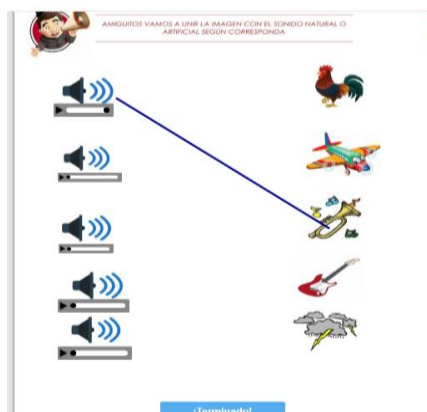 AMIGUITOS VAMOS A UNIR LA IMAGEN CON EL SONIDO NATURAL O
ARTIFICIAL SEGÚN CORRESPONDA
¡Terminado!